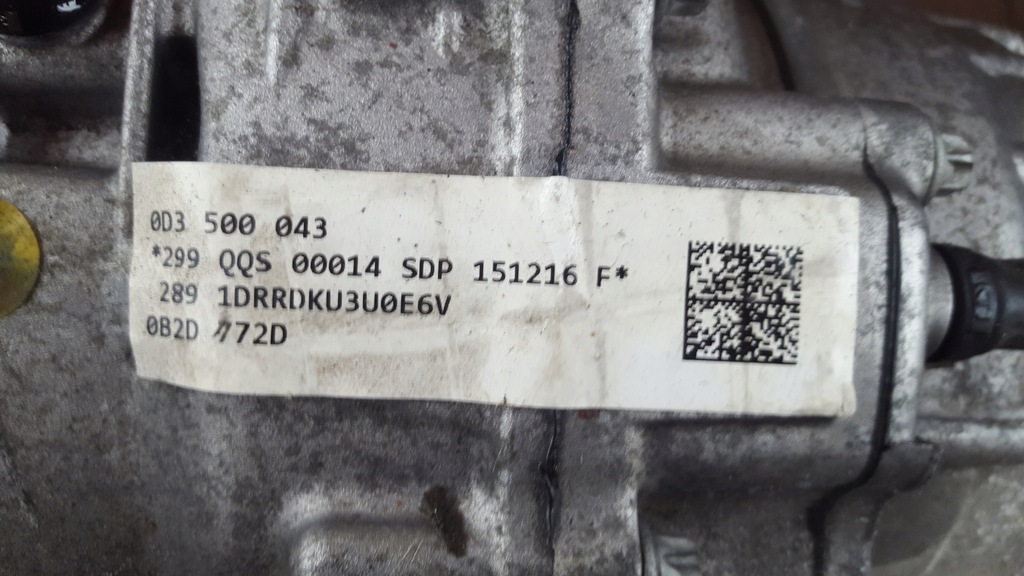 0D3 500 043
*299 QQS 00014 SDP 151216 F*
289 1DRRDKU3U0E6V
0B2D 772D